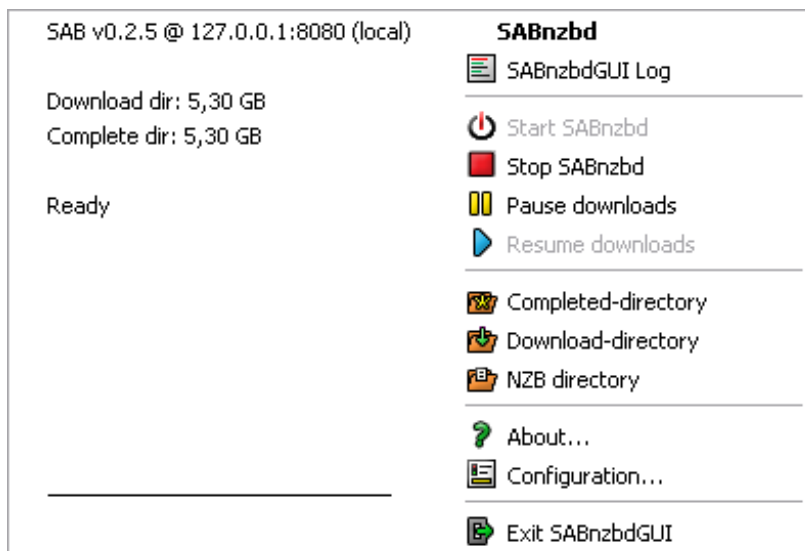 SAB v0.2.5 @ 127.0.0.1:8080 (local)
Download dir: 5,30 GB
Complete dir: 5,30 GB
Ready
SABnzbd
SABnzbdGUI Log
Start SABnzbd
Stop SABnzbd
Pause downloads
Resume downloads
Completed-directory
Download-directory
NZB directory
About...
Configuration...
Exit SABnzbdGUI